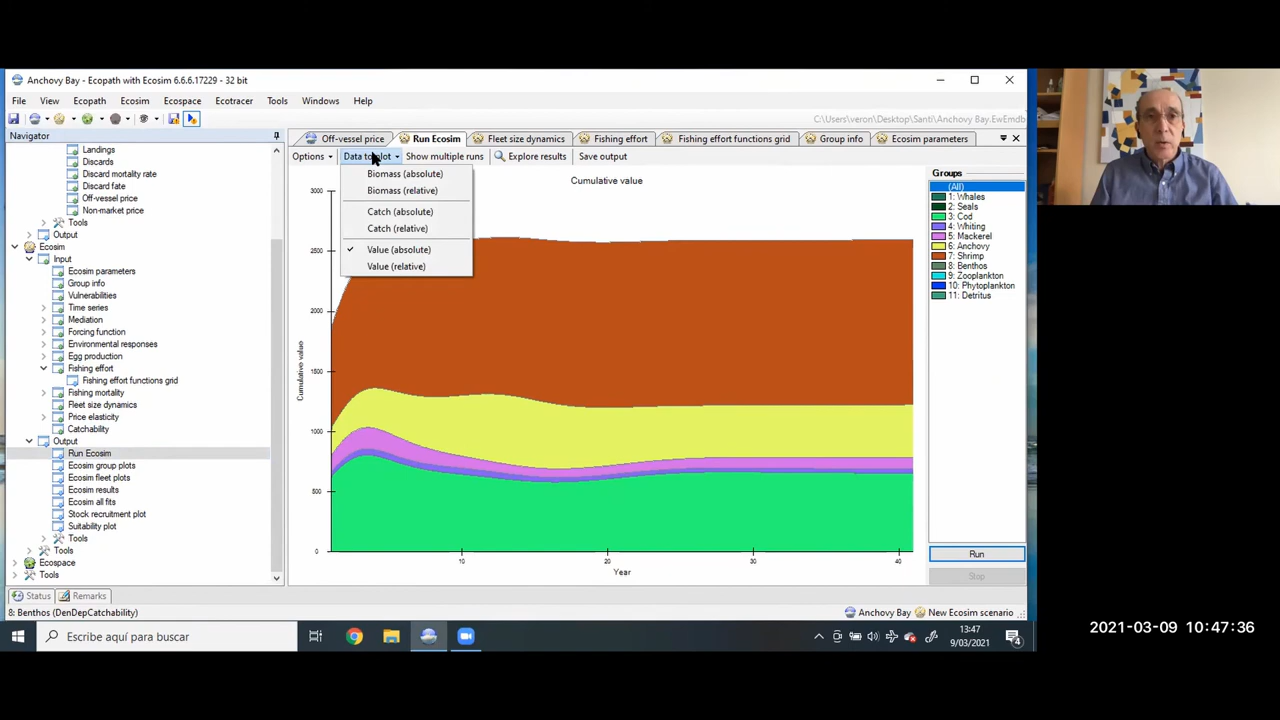 Anchovy Bay - Ecopath with Ecosim 6.6.6.17229 - 32 bit
File View Ecopath Ecosim Ecospace Ecotracer Tools Windows Help
C:\Users\veron\Desktop\Santi\Anchovy Bay.EwEmdb
Navigator
Off-vessel price Run Ecosim Fleet size dynamics Fishing effort Fishing effort functions grid Group info Ecosim parameters
Options Data to plot Show multiple runs Explore results Save output
Landings
Discards
Discard mortality rate
Discard fate
Off-vessel price
Non-market price
Tools
Ecosim
Input
Ecosim parameters
Group info
Vulnerabilities
Time series
Mediation
Forcing function
Environmental responses
Egg production
Fishing effort
Fishing effort functions grid
Fishing mortality
Fleet size dynamics
Price elasticity
Catchability
Output
Run Ecosim
Ecosim group plots
Ecosim fleet plots
Ecosim results
Ecosim all fits
Stock recruitment plot
Suitability plot
Tools
Tools
Ecospace
Tools
Biomass (absolute)
Biomass (relative)
Catch (absolute)
Catch (relative)
Value (absolute)
Value (relative)
Cumulative value
3000
2500
2000
1500
1000
500
0
Cumulative value
10 20 30 40
Year
Groups
(All)
1: Whales
2: Seals
3: Cod
4: Whiting
5: Mackerel
6: Anchovy
7: Shrimp
8: Benthos
9: Zooplankton
10: Phytoplankton
11: Detritus
Run
Stop
Status Remarks
8: Benthos (DenDepCatchability)
Anchovy Bay New Ecosim scenario
Escribe aquí para buscar
13:47
9/03/2021
4
2021-03-09 10:47:36